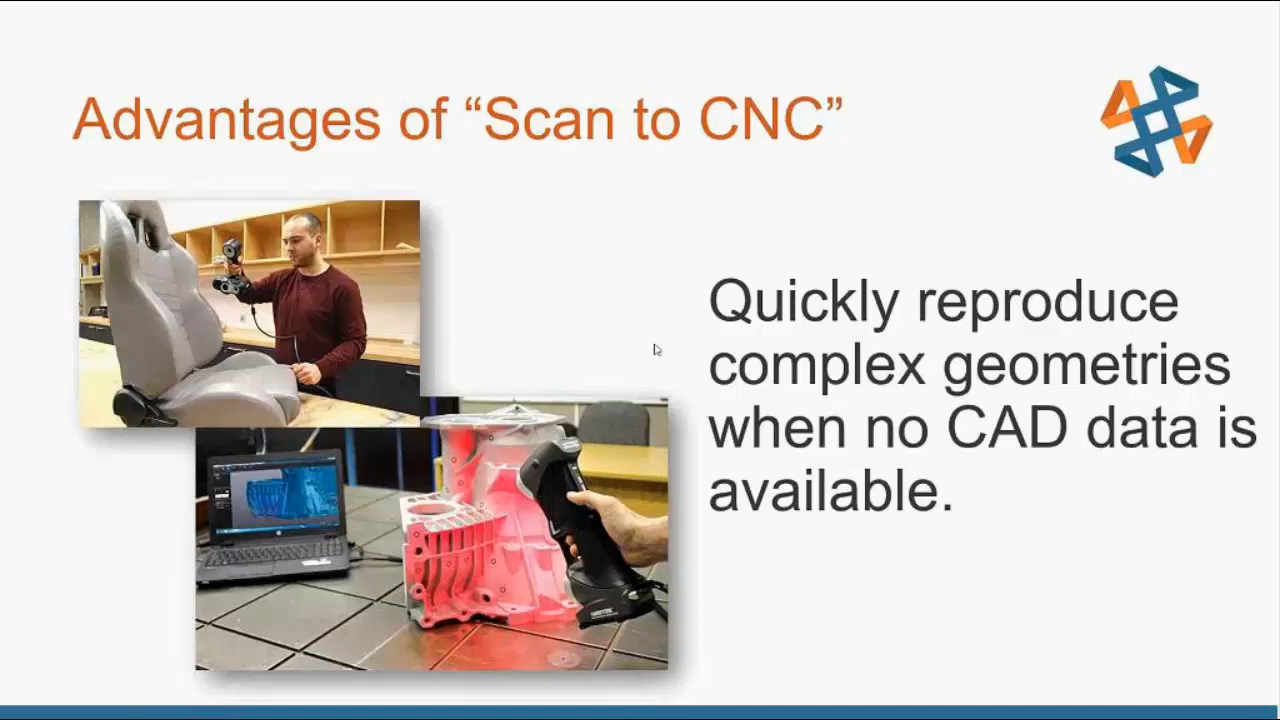 Advantages of “Scan to CNC”
Quickly reproduce
complex geometries
when no CAD data is
available.